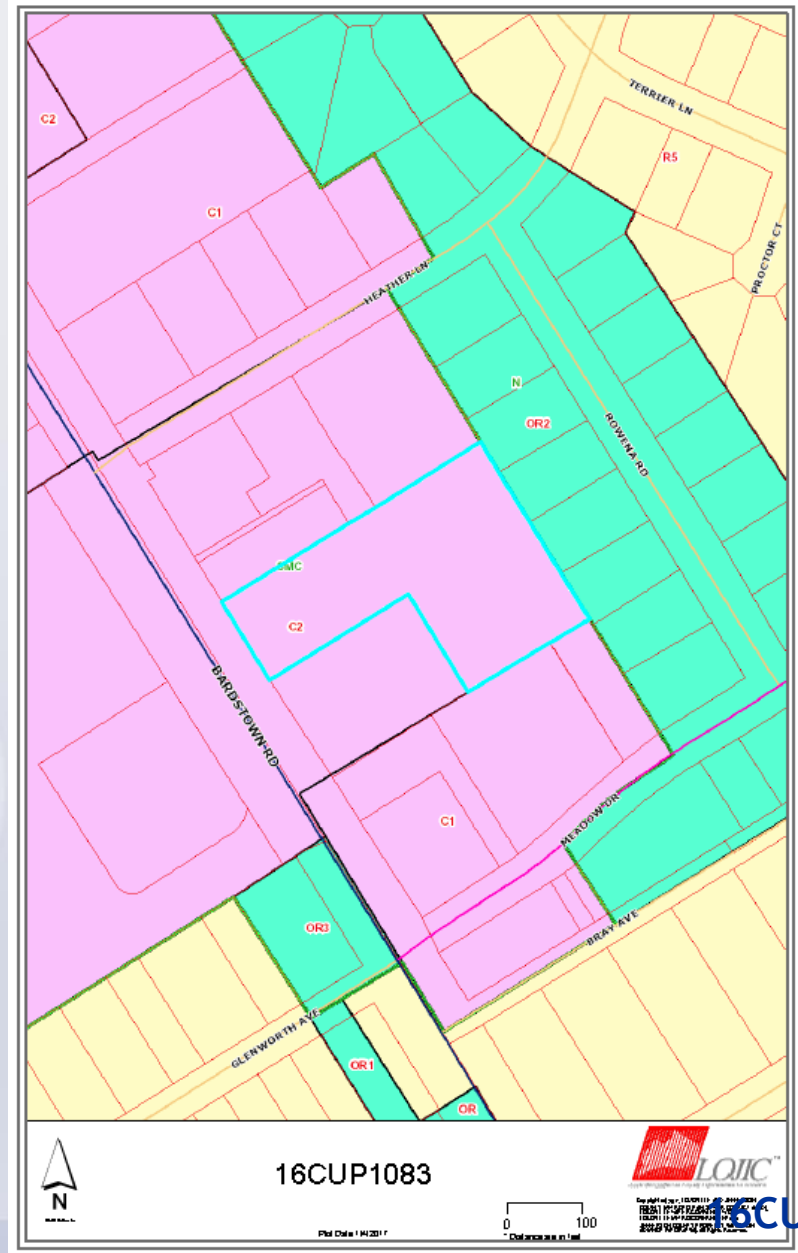 C2
TERRIER LN
R5
C1
PROCTOR CT
HEATHER LN
N
OR2
ROWENA RD
C2
BARDSTOWN RD
C1
MEADOW DR
OR3
BRAY AVE
GLENWORTH AVE
OR1
OR
N
16CUP1083
LOJIC
0 100
16CU